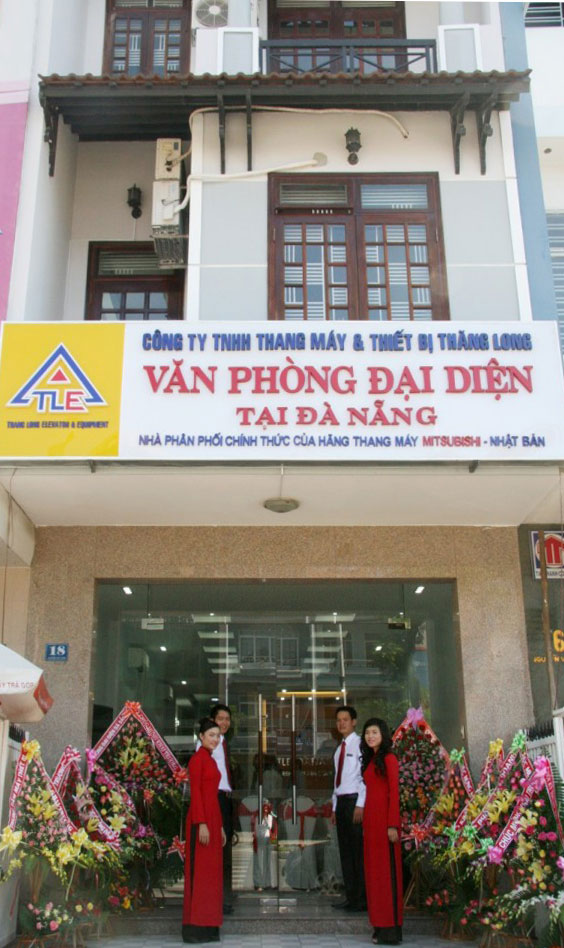 CÔNG TY TNHH THANG MÁY & THIẾT BỊ THĂNG LONG
VĂN PHÒNG ĐẠI DIỆN
TẠI ĐÀ NẴNG
NHÀ PHÂN PHỐI CHÍNH THỨC CỦA HÃNG THANG MÁY MITSUBISHI - NHẬT BẢN
TLE
THANG LONG ELEVATOR & EQUIPMENT
18